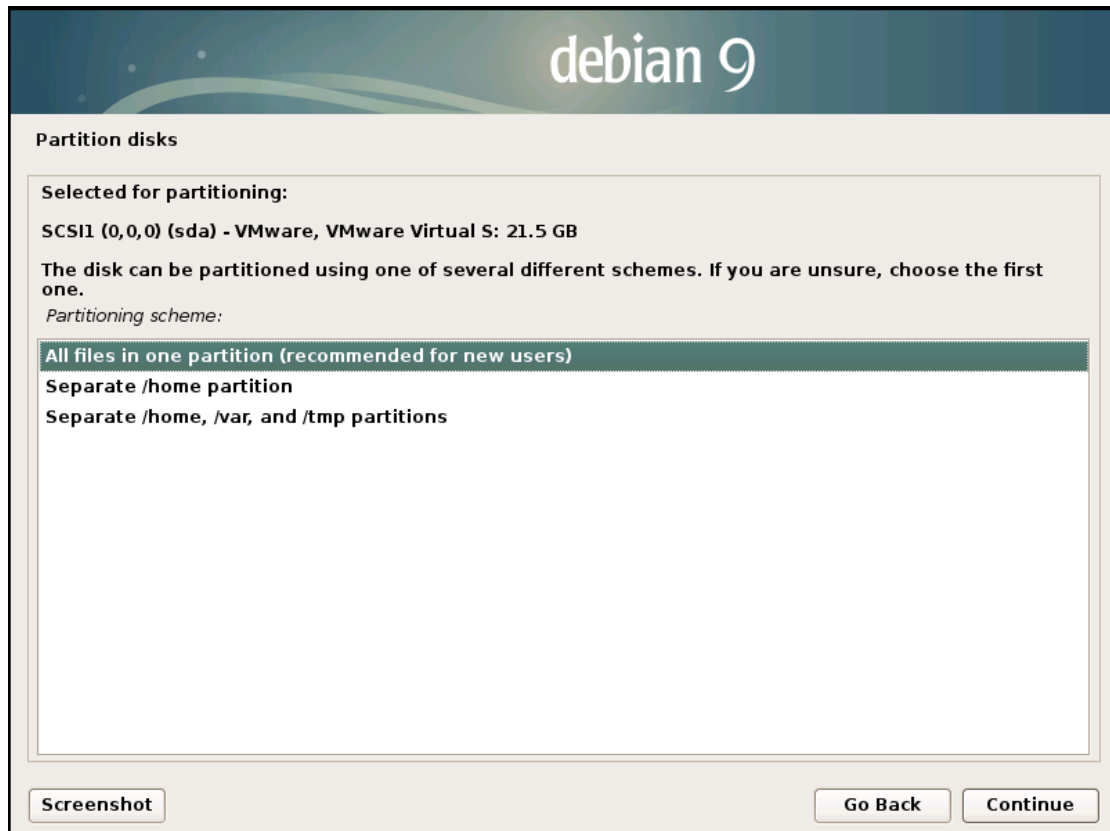 debian 9
Partition disks
Selected for partitioning:
SCSI1 (0,0,0) (sda) - VMware, VMware Virtual S: 21.5 GB
The disk can be partitioned using one of several different schemes. If you are unsure, choose the first
one.
Partitioning scheme:
All files in one partition (recommended for new users)
Separate /home partition
Separate /home, /var, and /tmp partitions
Screenshot
Go Back
Continue